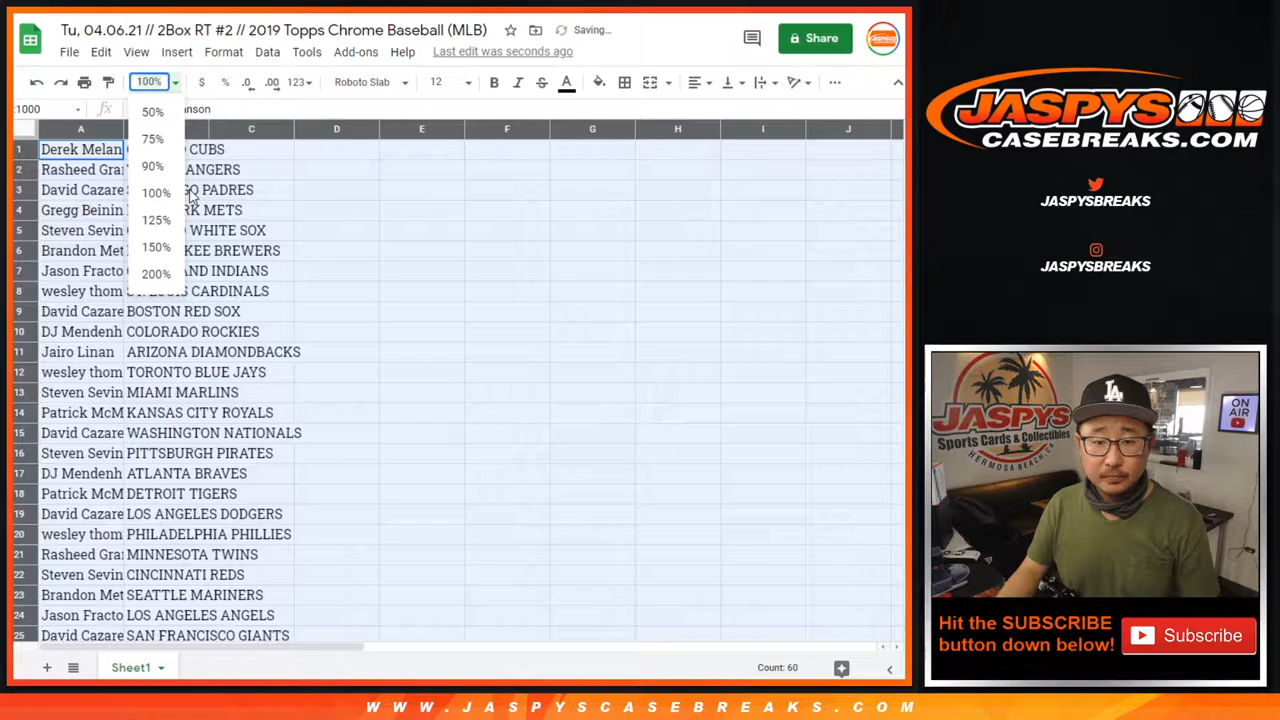 Tu, 04.06.21 // 2Box RT #2 // 2019 Topps Chrome Baseball (MLB)
Saving...
Share
File Edit View Insert Format Data Tools Add-ons Help Last edit was seconds ago
100% $ % .0 .00 123 Roboto Slab 12 B I S A
:1000 fx nson
50%
75%
90%
100%
125%
150%
200%
A C D E F G H I J
1 Derek Melan CUBS
2 Rasheed Gra ANGERS
3 David Cazare PADRES
4 Gregg Beinin RK METS
5 Steven Sevin WHITE SOX
6 Brandon Met KEE BREWERS
7 Jason Fracto AND INDIANS
8 wesley thom ST. LOUIS CARDINALS
9 David Cazare BOSTON RED SOX
10 DJ Mendenh COLORADO ROCKIES
11 Jairo Linan ARIZONA DIAMONDBACKS
12 wesley thom TORONTO BLUE JAYS
13 Steven Sevin MIAMI MARLINS
14 Patrick McM KANSAS CITY ROYALS
15 David Cazare WASHINGTON NATIONALS
16 Steven Sevin PITTSBURGH PIRATES
17 DJ Mendenh ATLANTA BRAVES
18 Patrick McM DETROIT TIGERS
19 David Cazare LOS ANGELES DODGERS
20 wesley thom PHILADELPHIA PHILLIES
21 Rasheed Gra MINNESOTA TWINS
22 Steven Sevin CINCINNATI REDS
23 Brandon Met SEATTLE MARINERS
24 Jason Fracto LOS ANGELES ANGELS
25 David Cazare SAN FRANCISCO GIANTS
Sheet1
Count: 60
JASPYS
CASEBREAKS.COM
JASPYSBREAKS
JASPYSBREAKS
JASPYS
Sports Cards & Collectibles
HERMOSA BEACH, CA.
LA
ON
AIR
Hit the SUBSCRIBE
button down below!
Subscribe
WWW.JASPYSCASEBREAKS.COM